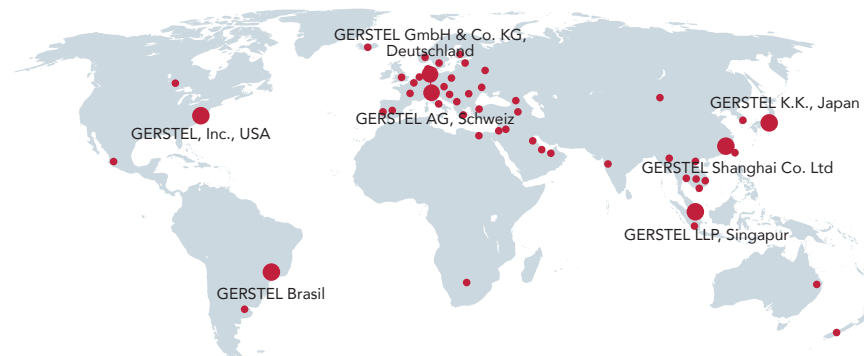 GERSTEL GmbH & Co. KG,
Deutschland
GERSTEL K.K., Japan
GERSTEL AG, Schweiz
GERSTEL, Inc., USA
GERSTEL Shanghai Co. Ltd
GERSTEL LLP, Singapur
GERSTEL Brasil